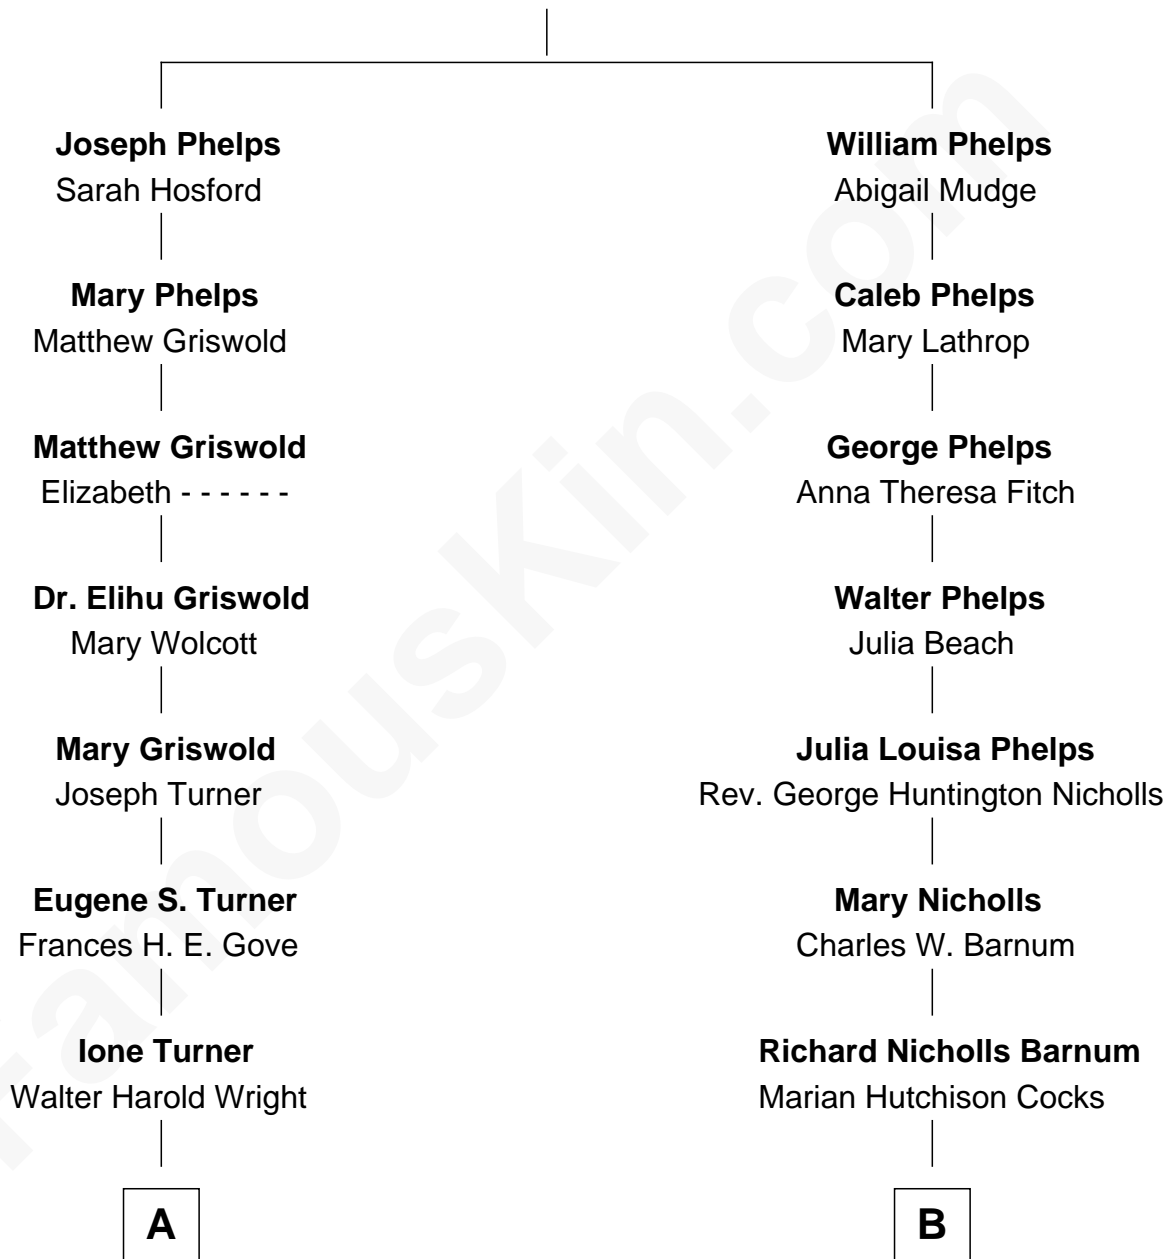 Joseph Phelps
Sarah Hosford
Mary Phelps
Matthew Griswold
Matthew Griswold
Elizabeth - - - - - -
Dr. Elihu Griswold
Mary Wolcott
Mary Griswold
Joseph Turner
Eugene S. Turner
Frances H. E. Gove
Ione Turner
Walter Harold Wright
A
William Phelps
Abigail Mudge
Caleb Phelps
Mary Lathrop
George Phelps
Anna Theresa Fitch
Walter Phelps
Julia Beach
Julia Louisa Phelps
Rev. George Huntington Nicholls
Mary Nicholls
Charles W. Barnum
Richard Nicholls Barnum
Marian Hutchison Cocks
B
FamousKin.com